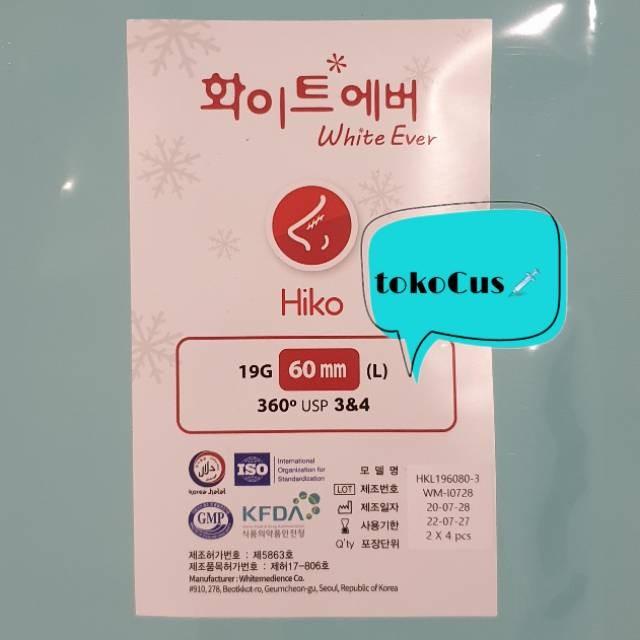 화이트*에버
White Ever
tokoCus
Hiko
19G 60 mm (L)
360º USP 3&4
korea halal
ISO
International
Organization for
Standardization
GMP
KFDA
식품의약품안전청
모 델 명 HKL196080-3
LOT 제조번호 WM-I0728
제조일자 20-07-28
사용기한 22-07-27
Q'ty 포장단위 2 X 4 pcs
제조허가번호 : 제5863호
제조품목허가번호 : 제허17-806호
Manufacturer : Whitemedience Co.
#910, 278, Beotkkot-ro, Geumcheon-gu, Seoul, Republic of Korea